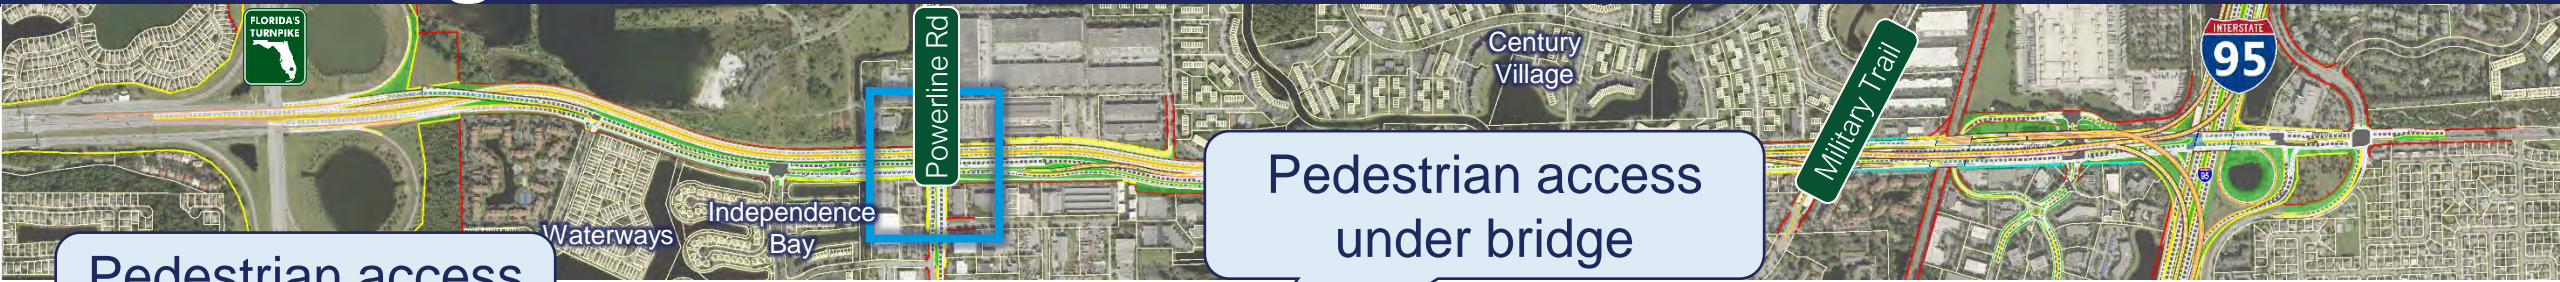 FLORIDA'S
TURNPIKE
Powerline Rd
Century
Village
Military Trail
INTERSTATE
95
Waterways
Independence
Bay
Pedestrian access
under bridge
95
Pedestrian access